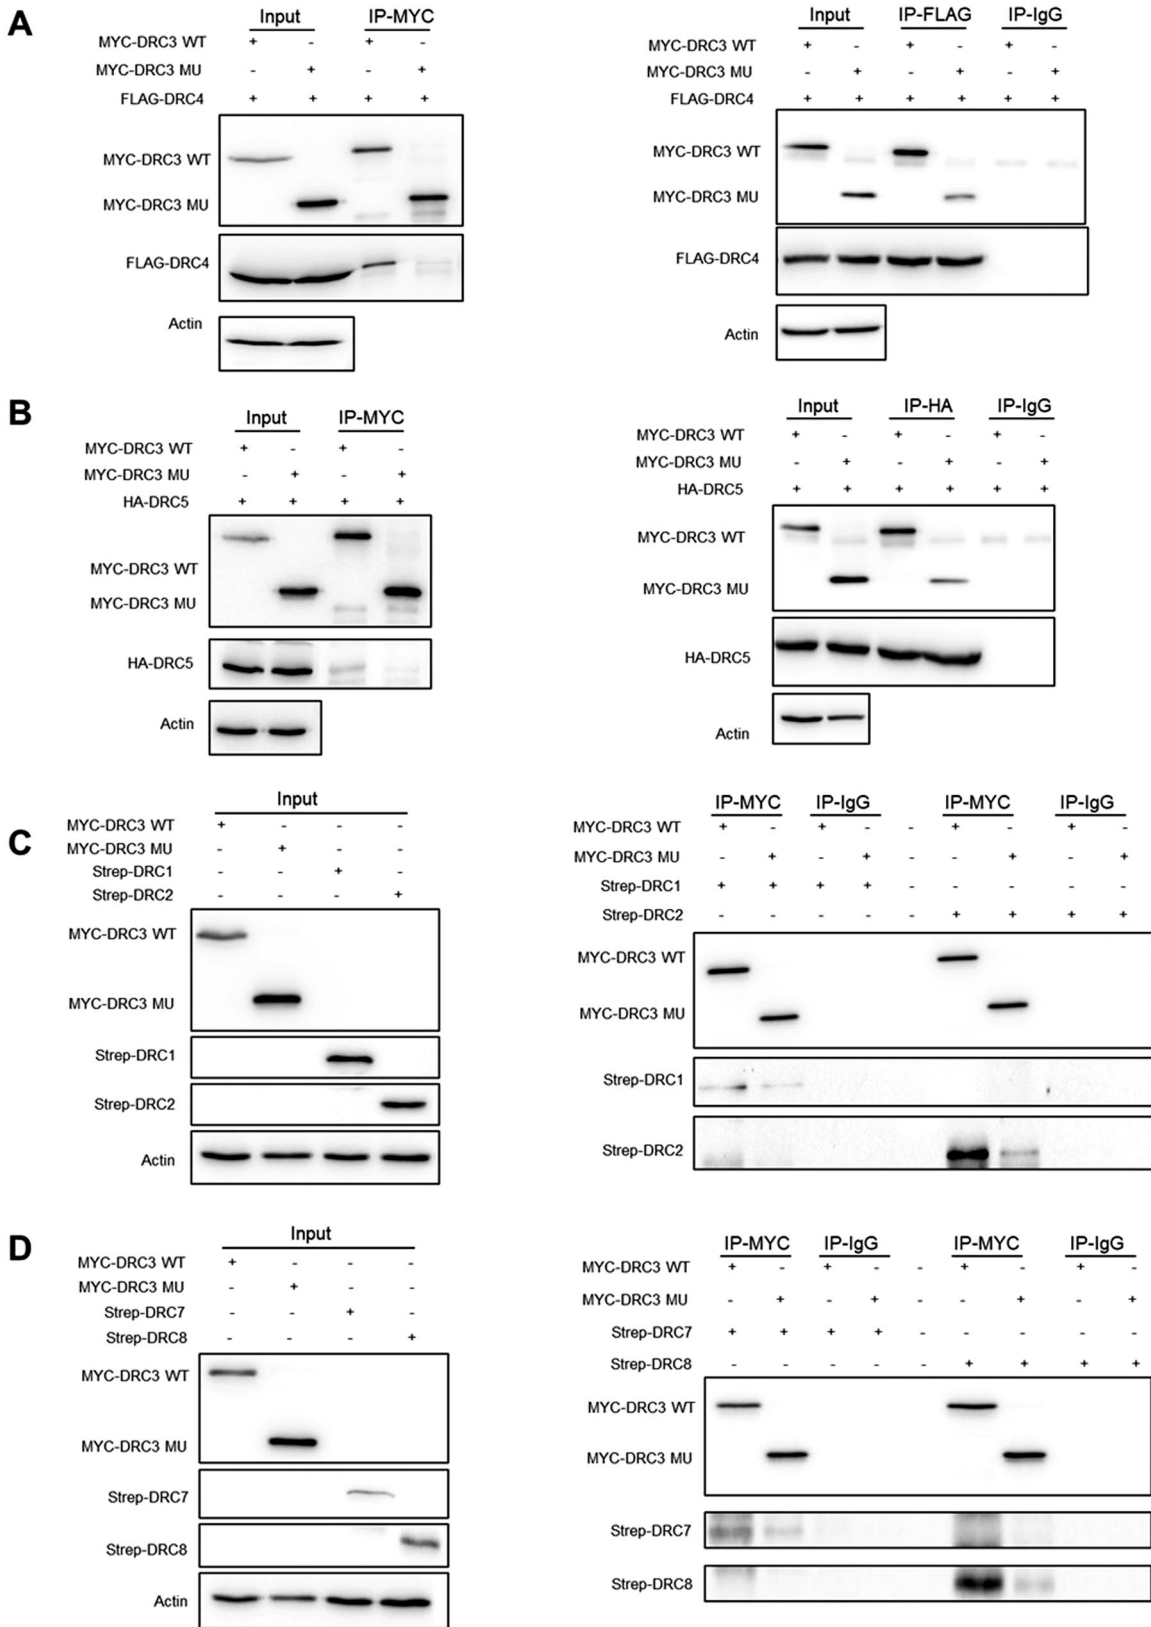 A
Input IP-MYC
MYC-DRC3 WT + - + -
MYC-DRC3 MU - + - +
FLAG-DRC4 + + + +
MYC-DRC3 WT
MYC-DRC3 MU
FLAG-DRC4
Actin
Input IP-FLAG IP-IgG
MYC-DRC3 WT + - + - + -
MYC-DRC3 MU - + - + - +
FLAG-DRC4 + + + + + +
MYC-DRC3 WT
MYC-DRC3 MU
FLAG-DRC4
Actin
B
Input IP-MYC
MYC-DRC3 WT + - + -
MYC-DRC3 MU - + - +
HA-DRC5 + + + +
MYC-DRC3 WT
MYC-DRC3 MU
HA-DRC5
Actin
Input IP-HA IP-IgG
MYC-DRC3 WT + - + - + -
MYC-DRC3 MU - + - + - +
HA-DRC5 + + + + + +
MYC-DRC3 WT
MYC-DRC3 MU
HA-DRC5
Actin
C
Input
MYC-DRC3 WT + - - -
MYC-DRC3 MU - + - -
Strep-DRC1 - - + -
Strep-DRC2 - - - +
MYC-DRC3 WT
MYC-DRC3 MU
Strep-DRC1
Strep-DRC2
Actin
IP-MYC IP-IgG IP-MYC IP-IgG
MYC-DRC3 WT + - + - - + - + -
MYC-DRC3 MU - + - + - - + - +
Strep-DRC1 + + + + - - - - -
Strep-DRC2 - - - - - + + + +
MYC-DRC3 WT
MYC-DRC3 MU
Strep-DRC1
Strep-DRC2
D
Input
MYC-DRC3 WT + - - -
MYC-DRC3 MU - + - -
Strep-DRC7 - - + -
Strep-DRC8 - - - +
MYC-DRC3 WT
MYC-DRC3 MU
Strep-DRC7
Strep-DRC8
Actin
IP-MYC IP-IgG IP-MYC IP-IgG
MYC-DRC3 WT + - + - - + - + -
MYC-DRC3 MU - + - + - - + - +
Strep-DRC7 + + + + - - - - -
Strep-DRC8 - - - - - + + + +
MYC-DRC3 WT
MYC-DRC3 MU
Strep-DRC7
Strep-DRC8